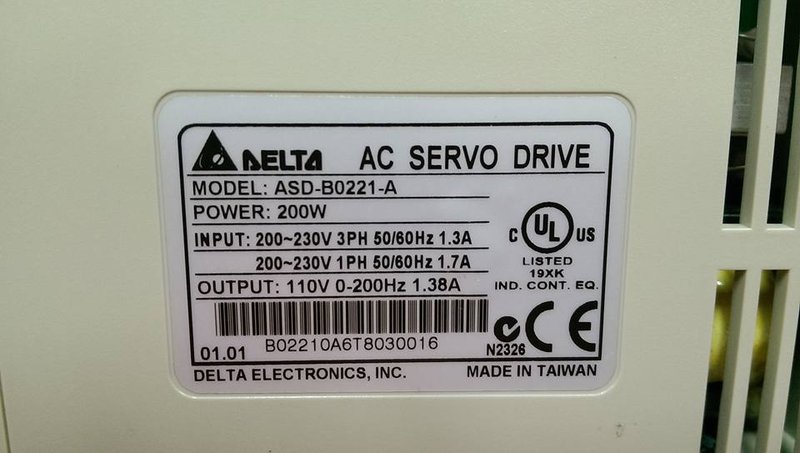 DELTA AC SERVO DRIVE
MODEL: ASD-B0221-A
POWER: 200W
INPUT: 200~230V 3PH 50/60Hz 1.3A
200~230V 1PH 50/60Hz 1.7A
OUTPUT: 110V 0-200Hz 1.38A
C UL US
LISTED
19XK
IND. CONT. EQ.
01.01 B02210A6T8030016
N2326 CE
DELTA ELECTRONICS, INC. MADE IN TAIWAN